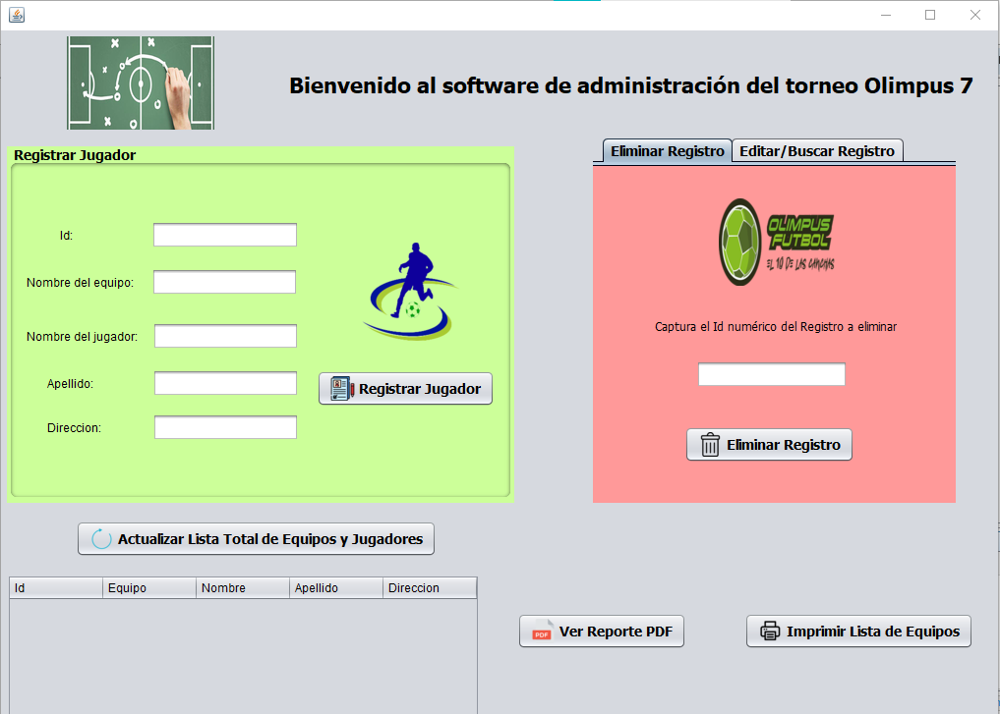 Bienvenido al software de administración del torneo Olimpus 7
Registrar Jugador
Id:
Nombre del equipo:
Nombre del jugador:
Apellido:
Direccion:
Registrar Jugador
Eliminar Registro
Editar/Buscar Registro
OLIMPUS
FUTBOL
EL 10 DE LAS CANCHAS
Captura el Id numérico del Registro a eliminar
Eliminar Registro
Actualizar Lista Total de Equipos y Jugadores
Id Equipo Nombre Apellido Direccion
PDF Ver Reporte PDF
Imprimir Lista de Equipos